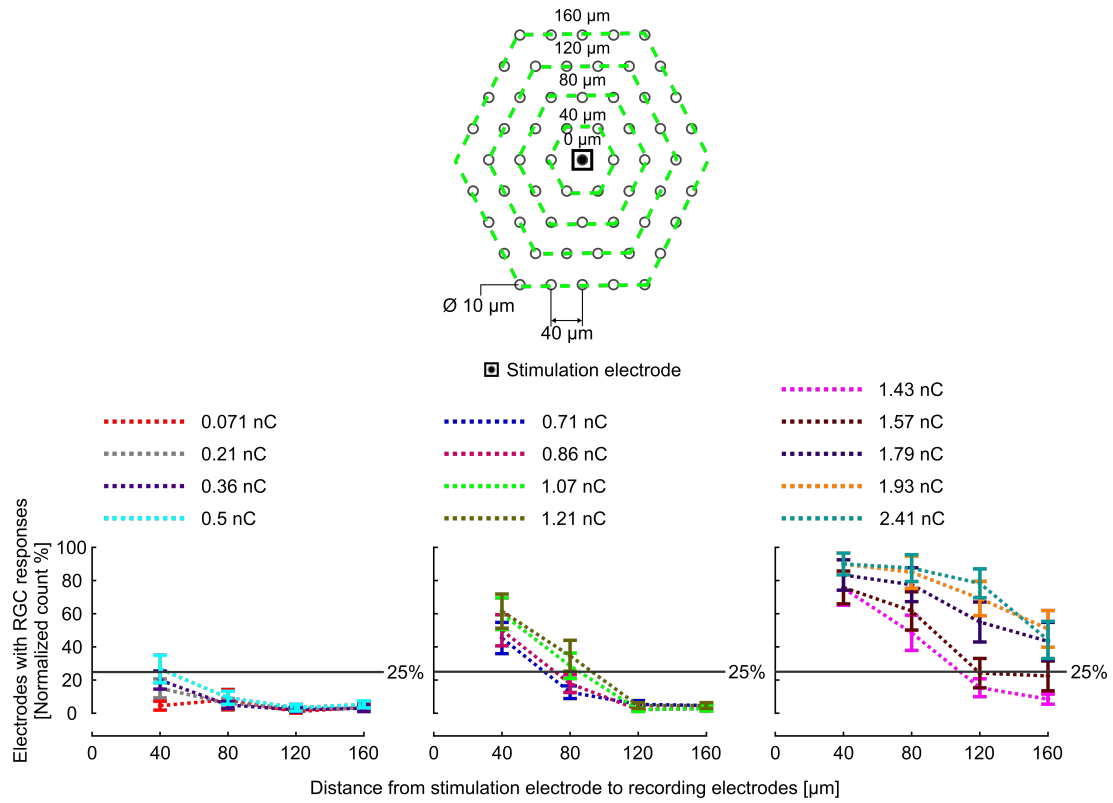 160 µm
120 µm
80 µm
40 µm
0 µm
Ø 10 µm
40 µm
Stimulation electrode
0.071 nC
0.21 nC
0.36 nC
0.5 nC
0.71 nC
0.86 nC
1.07 nC
1.21 nC
1.43 nC
1.57 nC
1.79 nC
1.93 nC
2.41 nC
Electrodes with RGC responses
[Normalized count %]
100
80
60
40
20
0
25%
25%
25%
0 40 80 120 160
0 40 80 120 160
0 40 80 120 160
Distance from stimulation electrode to recording electrodes [µm]